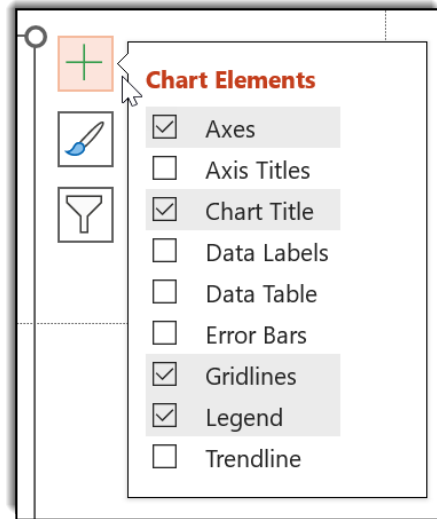 Chart Elements
Axes
Axis Titles
Chart Title
Data Labels
Data Table
Error Bars
Gridlines
Legend
Trendline